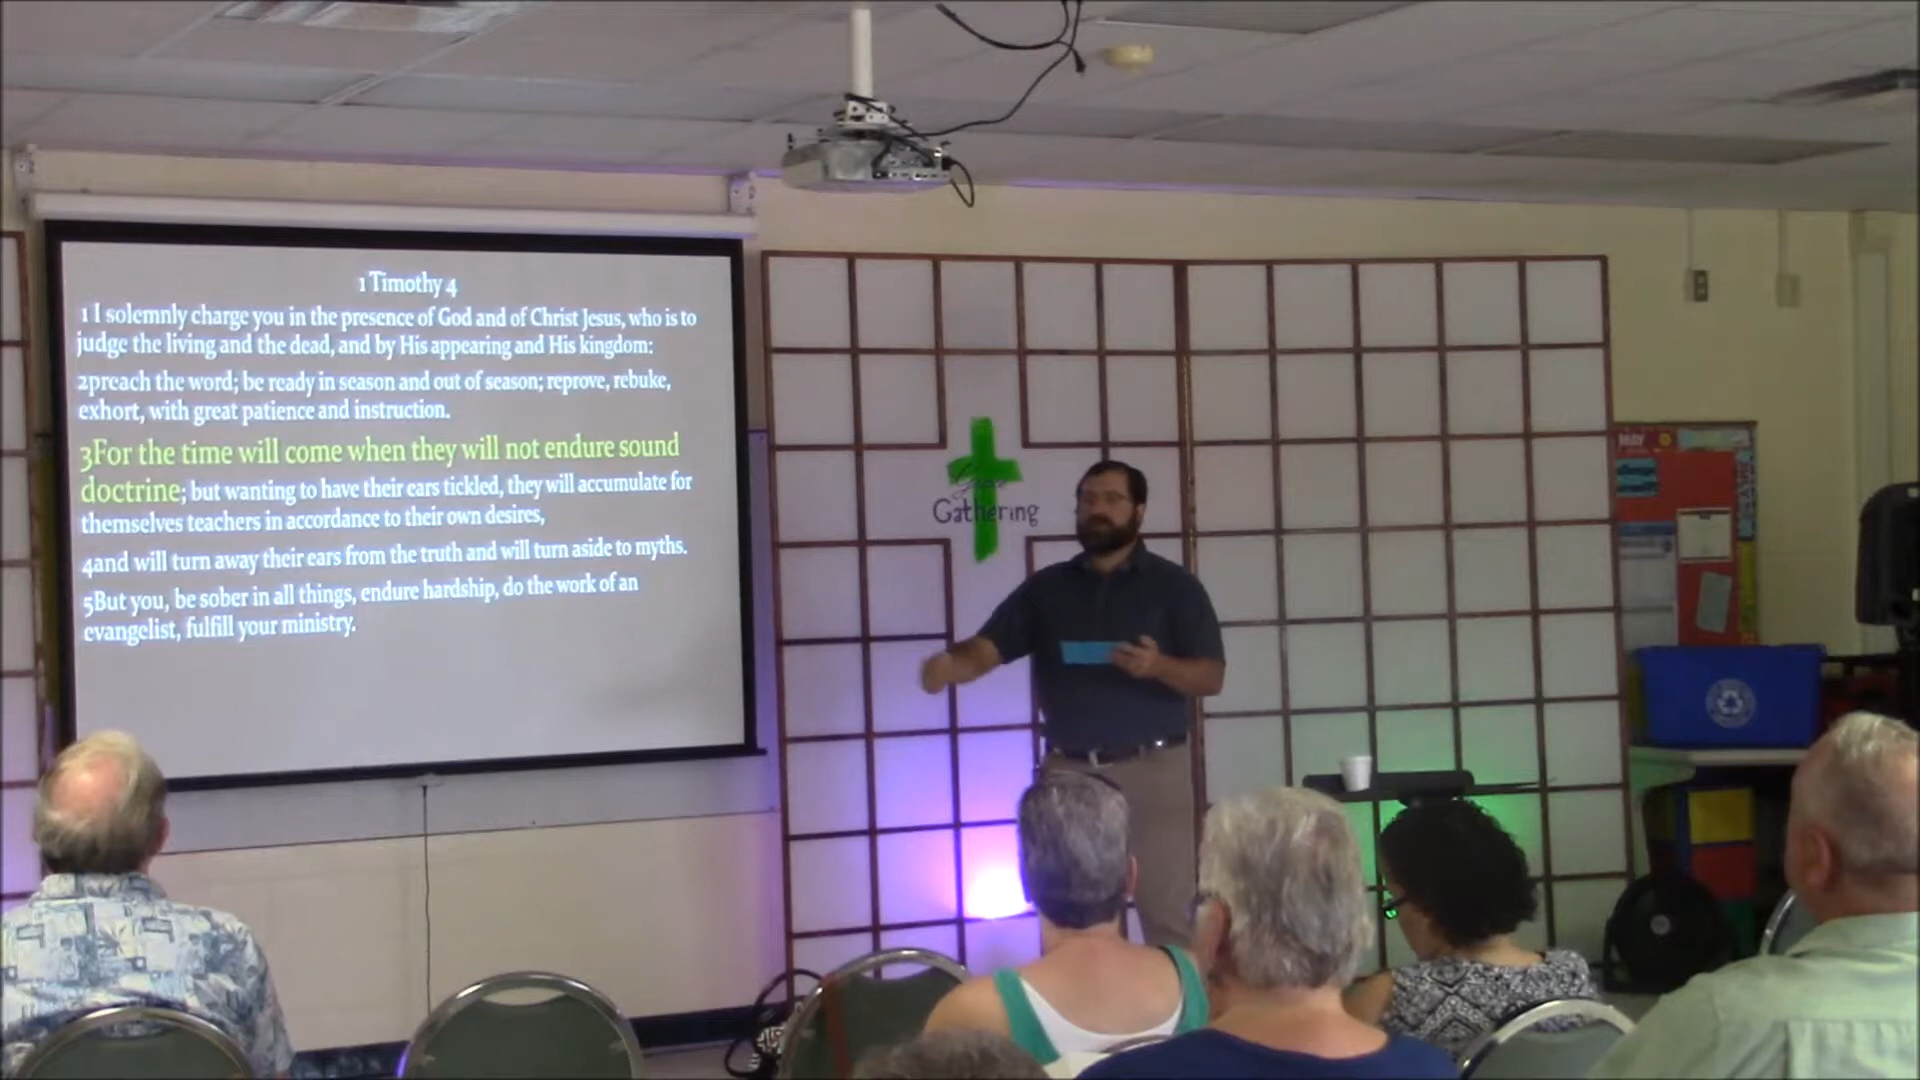 1 Timothy 4
1 I solemnly charge you in the presence of God and of Christ Jesus, who is to
judge the living and the dead, and by His appearing and His kingdom:
2preach the word; be ready in season and out of season; reprove, rebuke,
exhort, with great patience and instruction.
3For the time will come when they will not endure sound
doctrine; but wanting to have their ears tickled, they will accumulate for
themselves teachers in accordance to their own desires,
4and will turn away their ears from the truth and will turn aside to myths.
5But you, be sober in all things, endure hardship, do the work of an
evangelist, fulfill your ministry.
Gathering
MAY